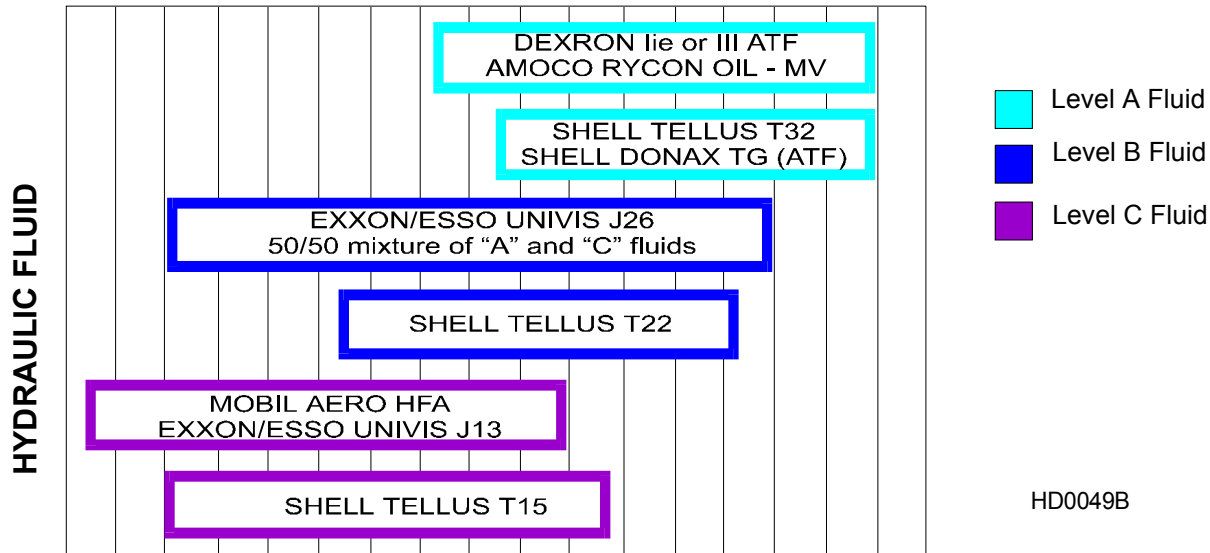 HYDRAULIC FLUID
DEXRON Iie or III ATF
AMOCO RYCON OIL - MV
SHELL TELLUS T32
SHELL DONAX TG (ATF)
EXXON/ESSO UNIVIS J26
50/50 mixture of “A” and “C” fluids
SHELL TELLUS T22
MOBIL AERO HFA
EXXON/ESSO UNIVIS J13
SHELL TELLUS T15
Level A Fluid
Level B Fluid
Level C Fluid
HD0049B